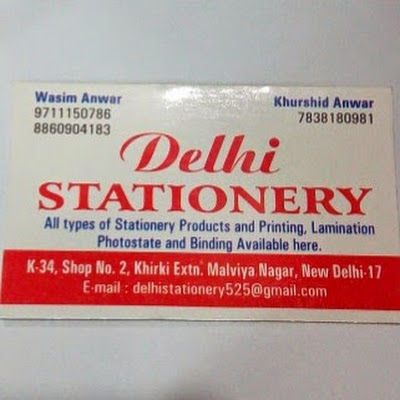 Wasim Anwar
9711150786
8860904183
Khurshid Anwar
7838180981
Delhi
STATIONERY
All types of Stationery Products and Printing, Lamination
Photostate and Binding Available here.
K-34, Shop No. 2, Khirki Extn. Malviya Nagar, New Delhi-17
E-mail : delhistationery525@gmail.com